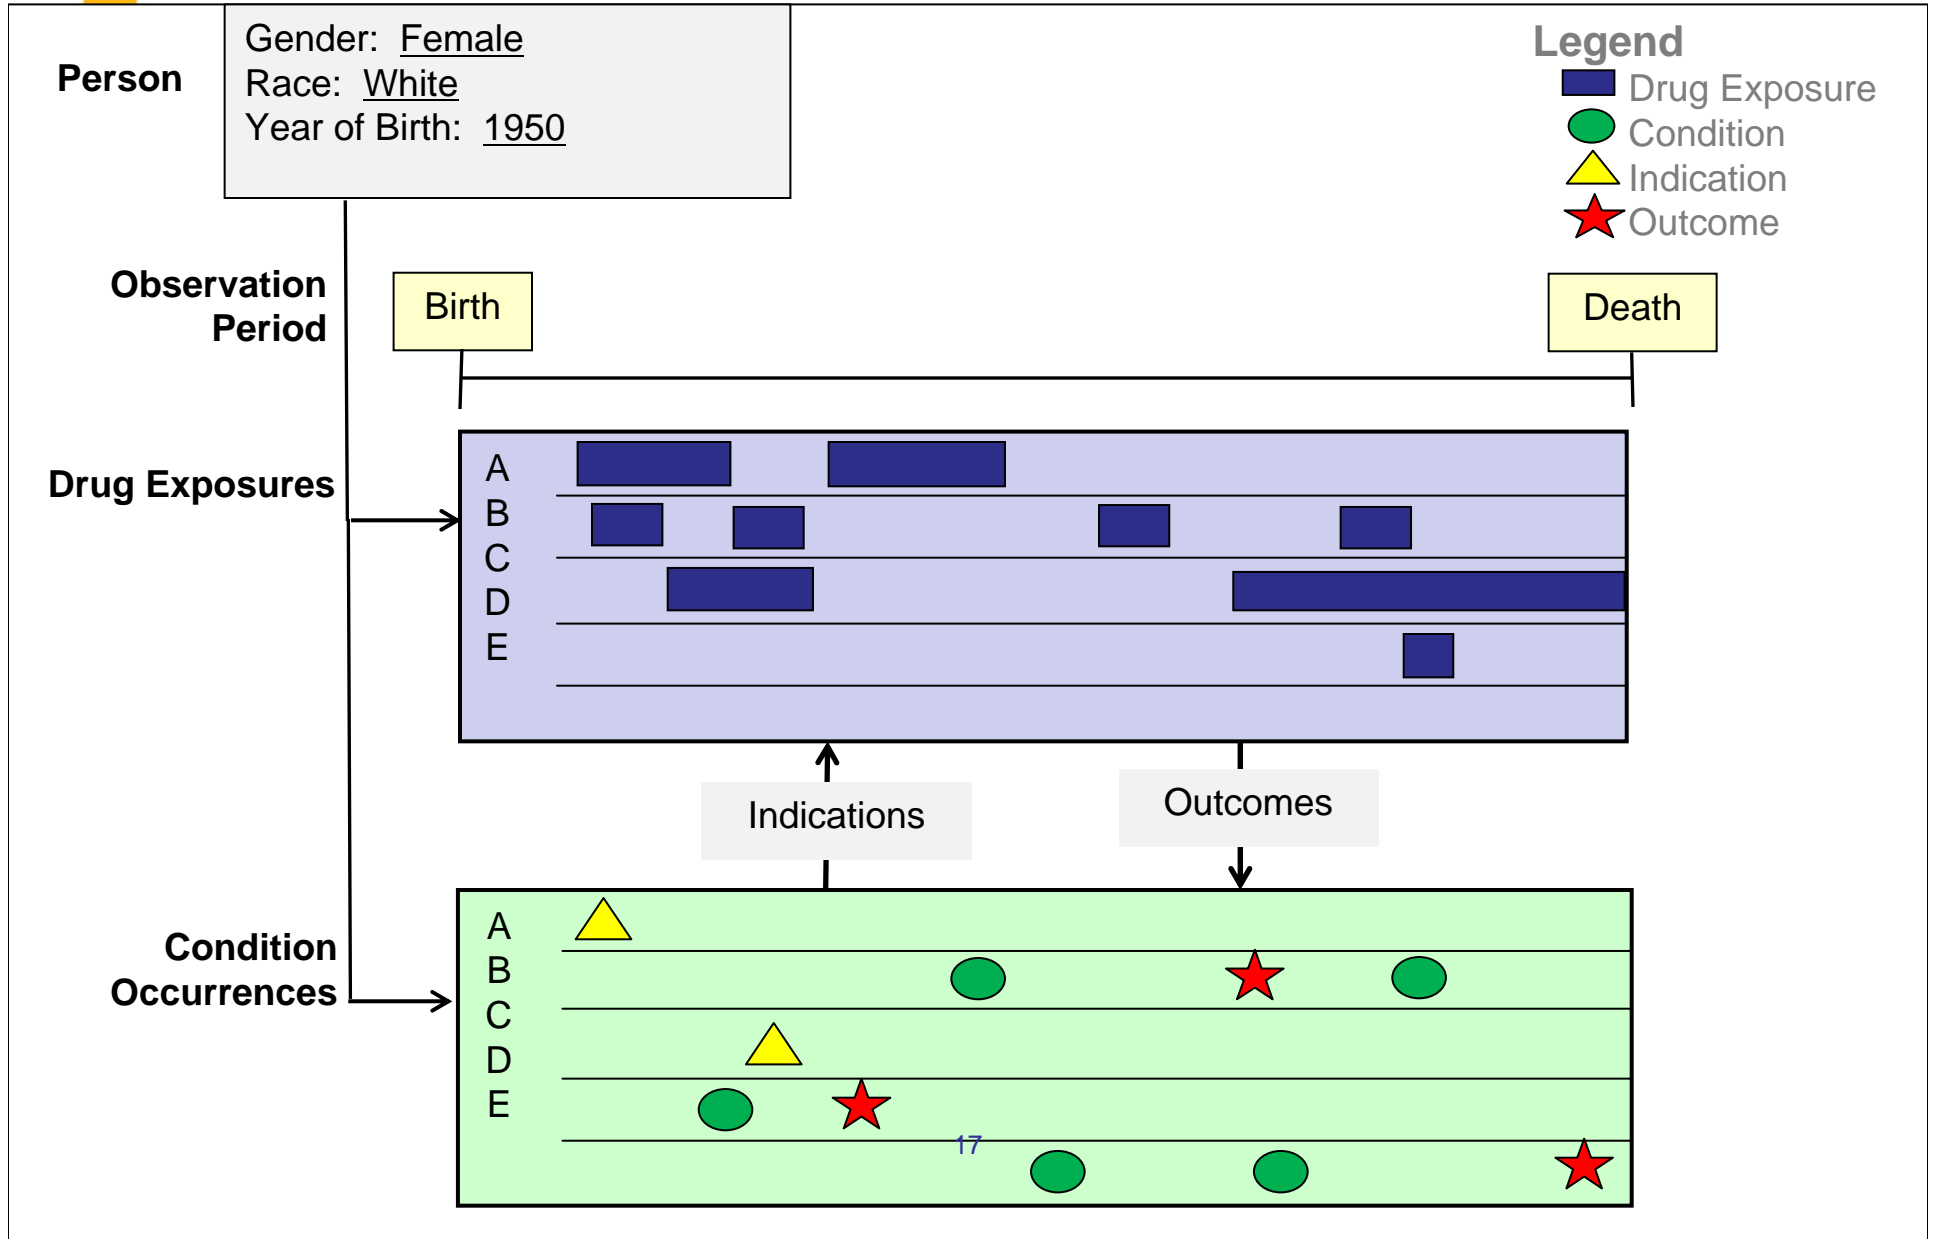 Person
Gender: Female
Race: White
Year of Birth: 1950
Legend
Drug Exposure
Condition
Indication
Outcome
Observation
Period
Birth
Death
Drug Exposures
A
B
C
D
E
Indications
Outcomes
Condition
Occurrences
A
B
C
D
E
17